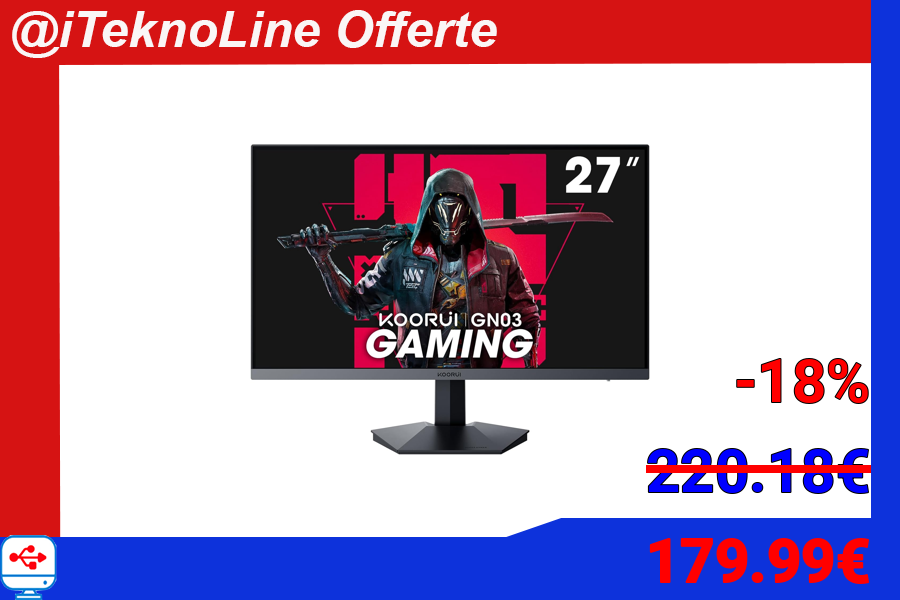 @iTeknoLine Offerte
27"
KOORUI GN03
GAMING
KOORUI
-18%
220.18€
179.99€